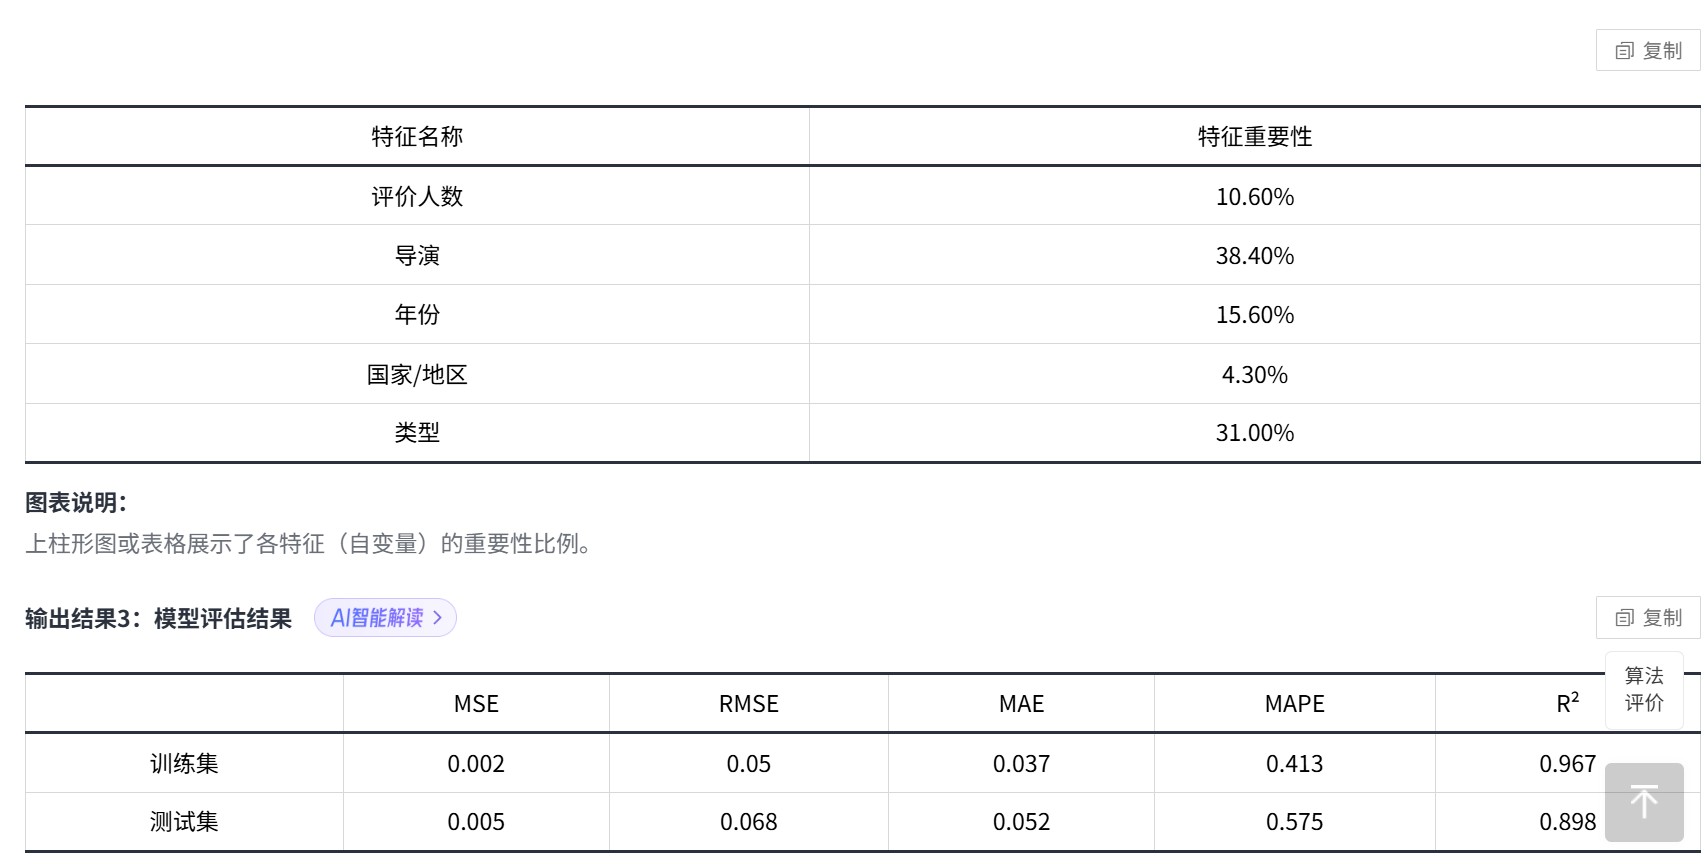 复制
特征名称 特征重要性
评价人数 10.60%
导演 38.40%
年份 15.60%
国家/地区 4.30%
类型 31.00%
图表说明：
上柱形图或表格展示了各特征（自变量）的重要性比例。
输出结果3：模型评估结果 AI智能解读 >
复制
算法
评价
MSE RMSE MAE MAPE R²
训练集 0.002 0.05 0.037 0.413 0.967
测试集 0.005 0.068 0.052 0.575 0.898